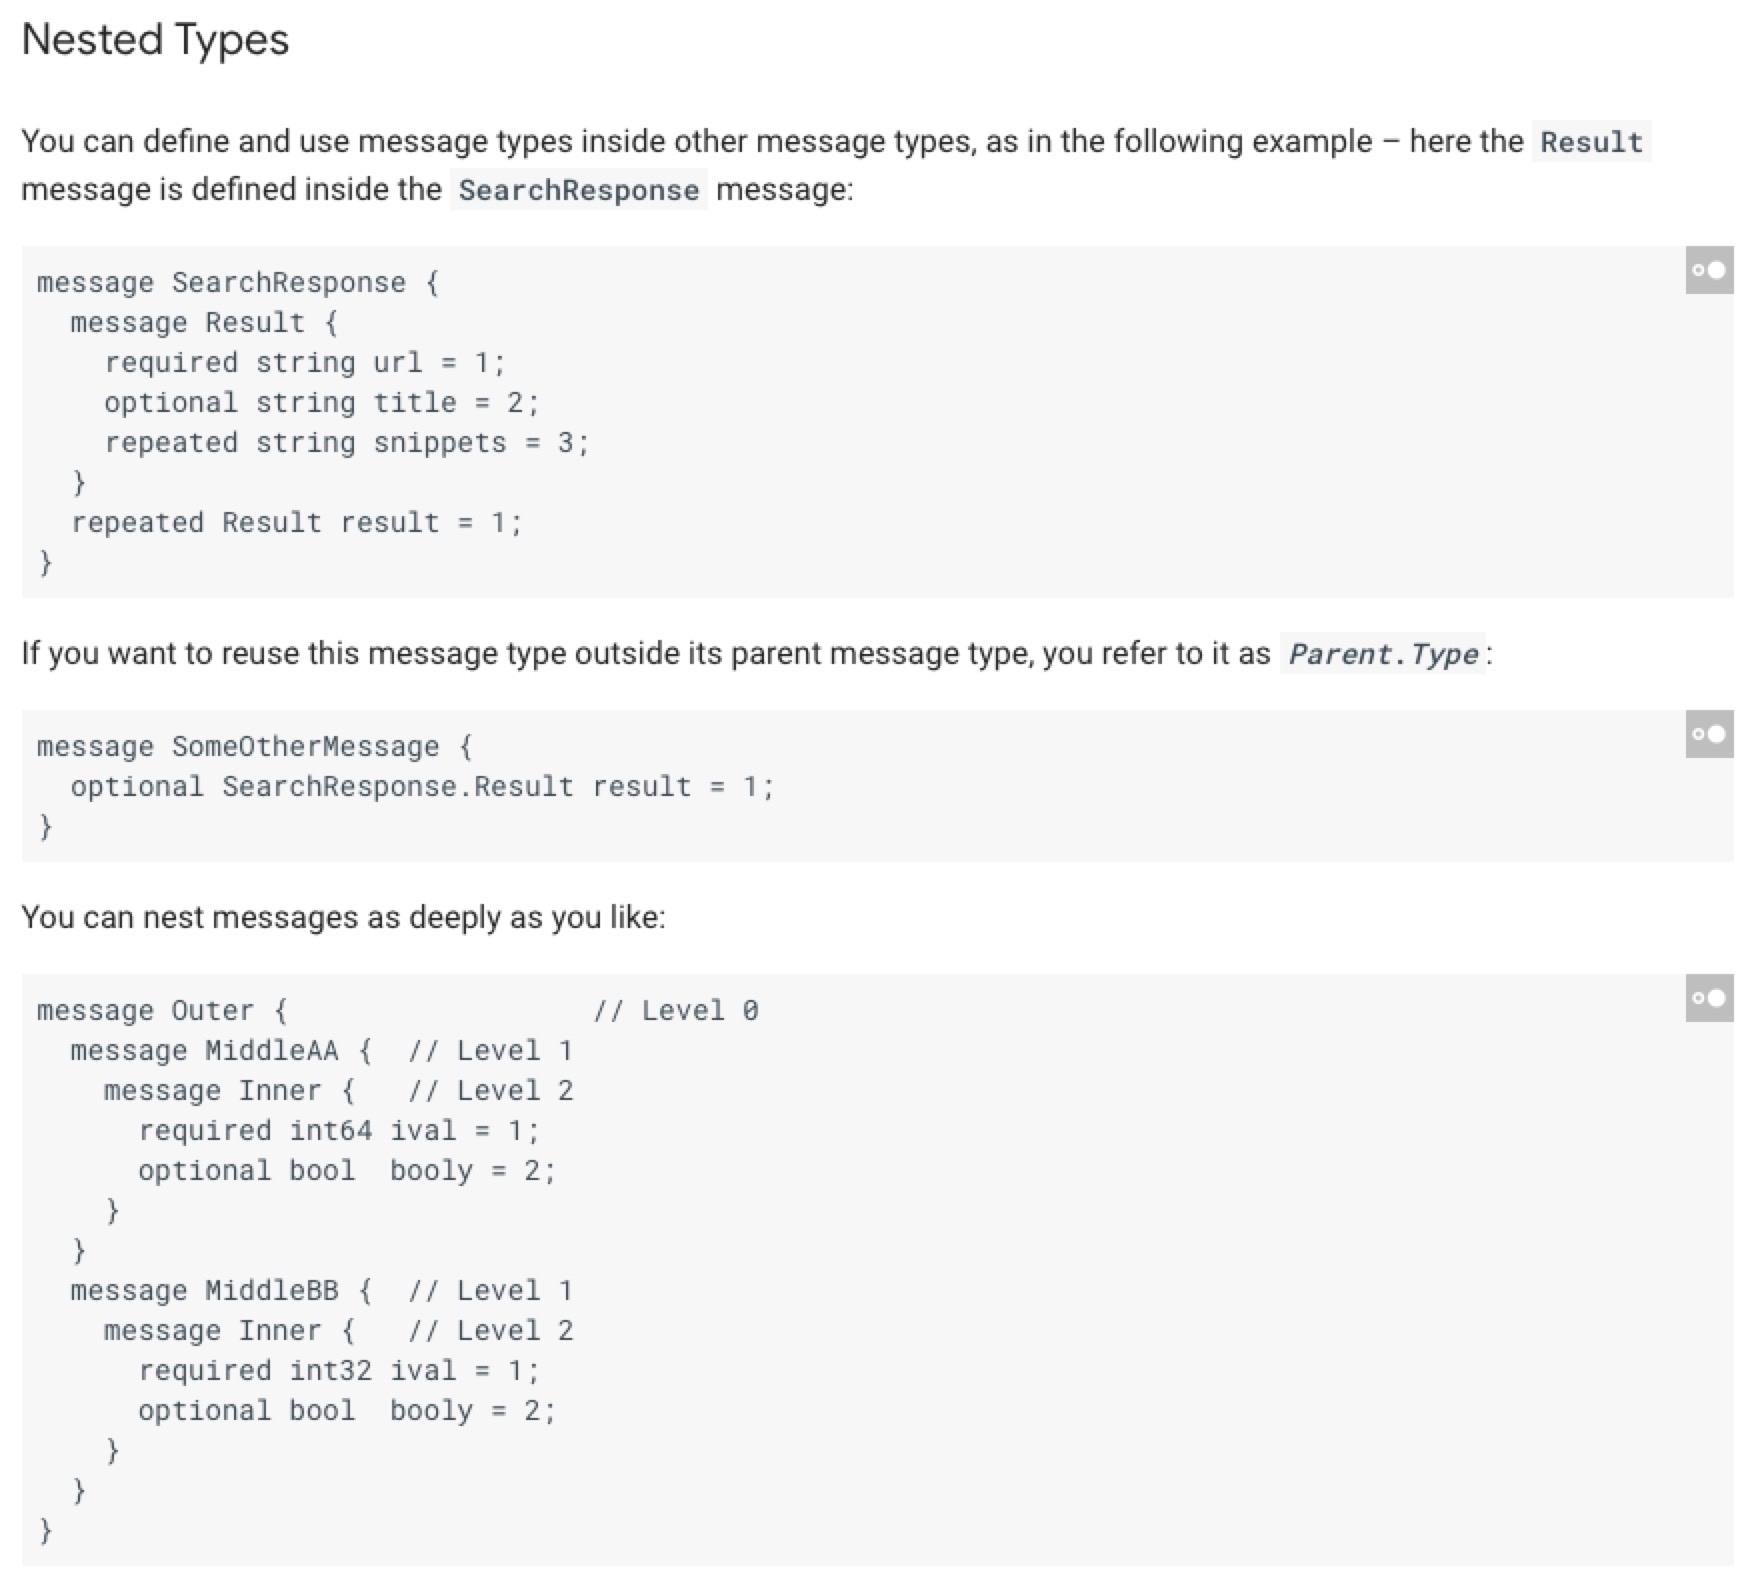 Nested Types
You can define and use message types inside other message types, as in the following example – here the Result
message is defined inside the SearchResponse message:
message SearchResponse {
  message Result {
    required string url = 1;
    optional string title = 2;
    repeated string snippets = 3;
  }
  repeated Result result = 1;
}
If you want to reuse this message type outside its parent message type, you refer to it as Parent.Type:
message SomeOtherMessage {
  optional SearchResponse.Result result = 1;
}
You can nest messages as deeply as you like:
message Outer {                  // Level 0
  message MiddleAA {  // Level 1
    message Inner {   // Level 2
      required int64 ival = 1;
      optional bool  booly = 2;
    }
  }
  message MiddleBB {  // Level 1
    message Inner {   // Level 2
      required int32 ival = 1;
      optional bool  booly = 2;
    }
  }
}